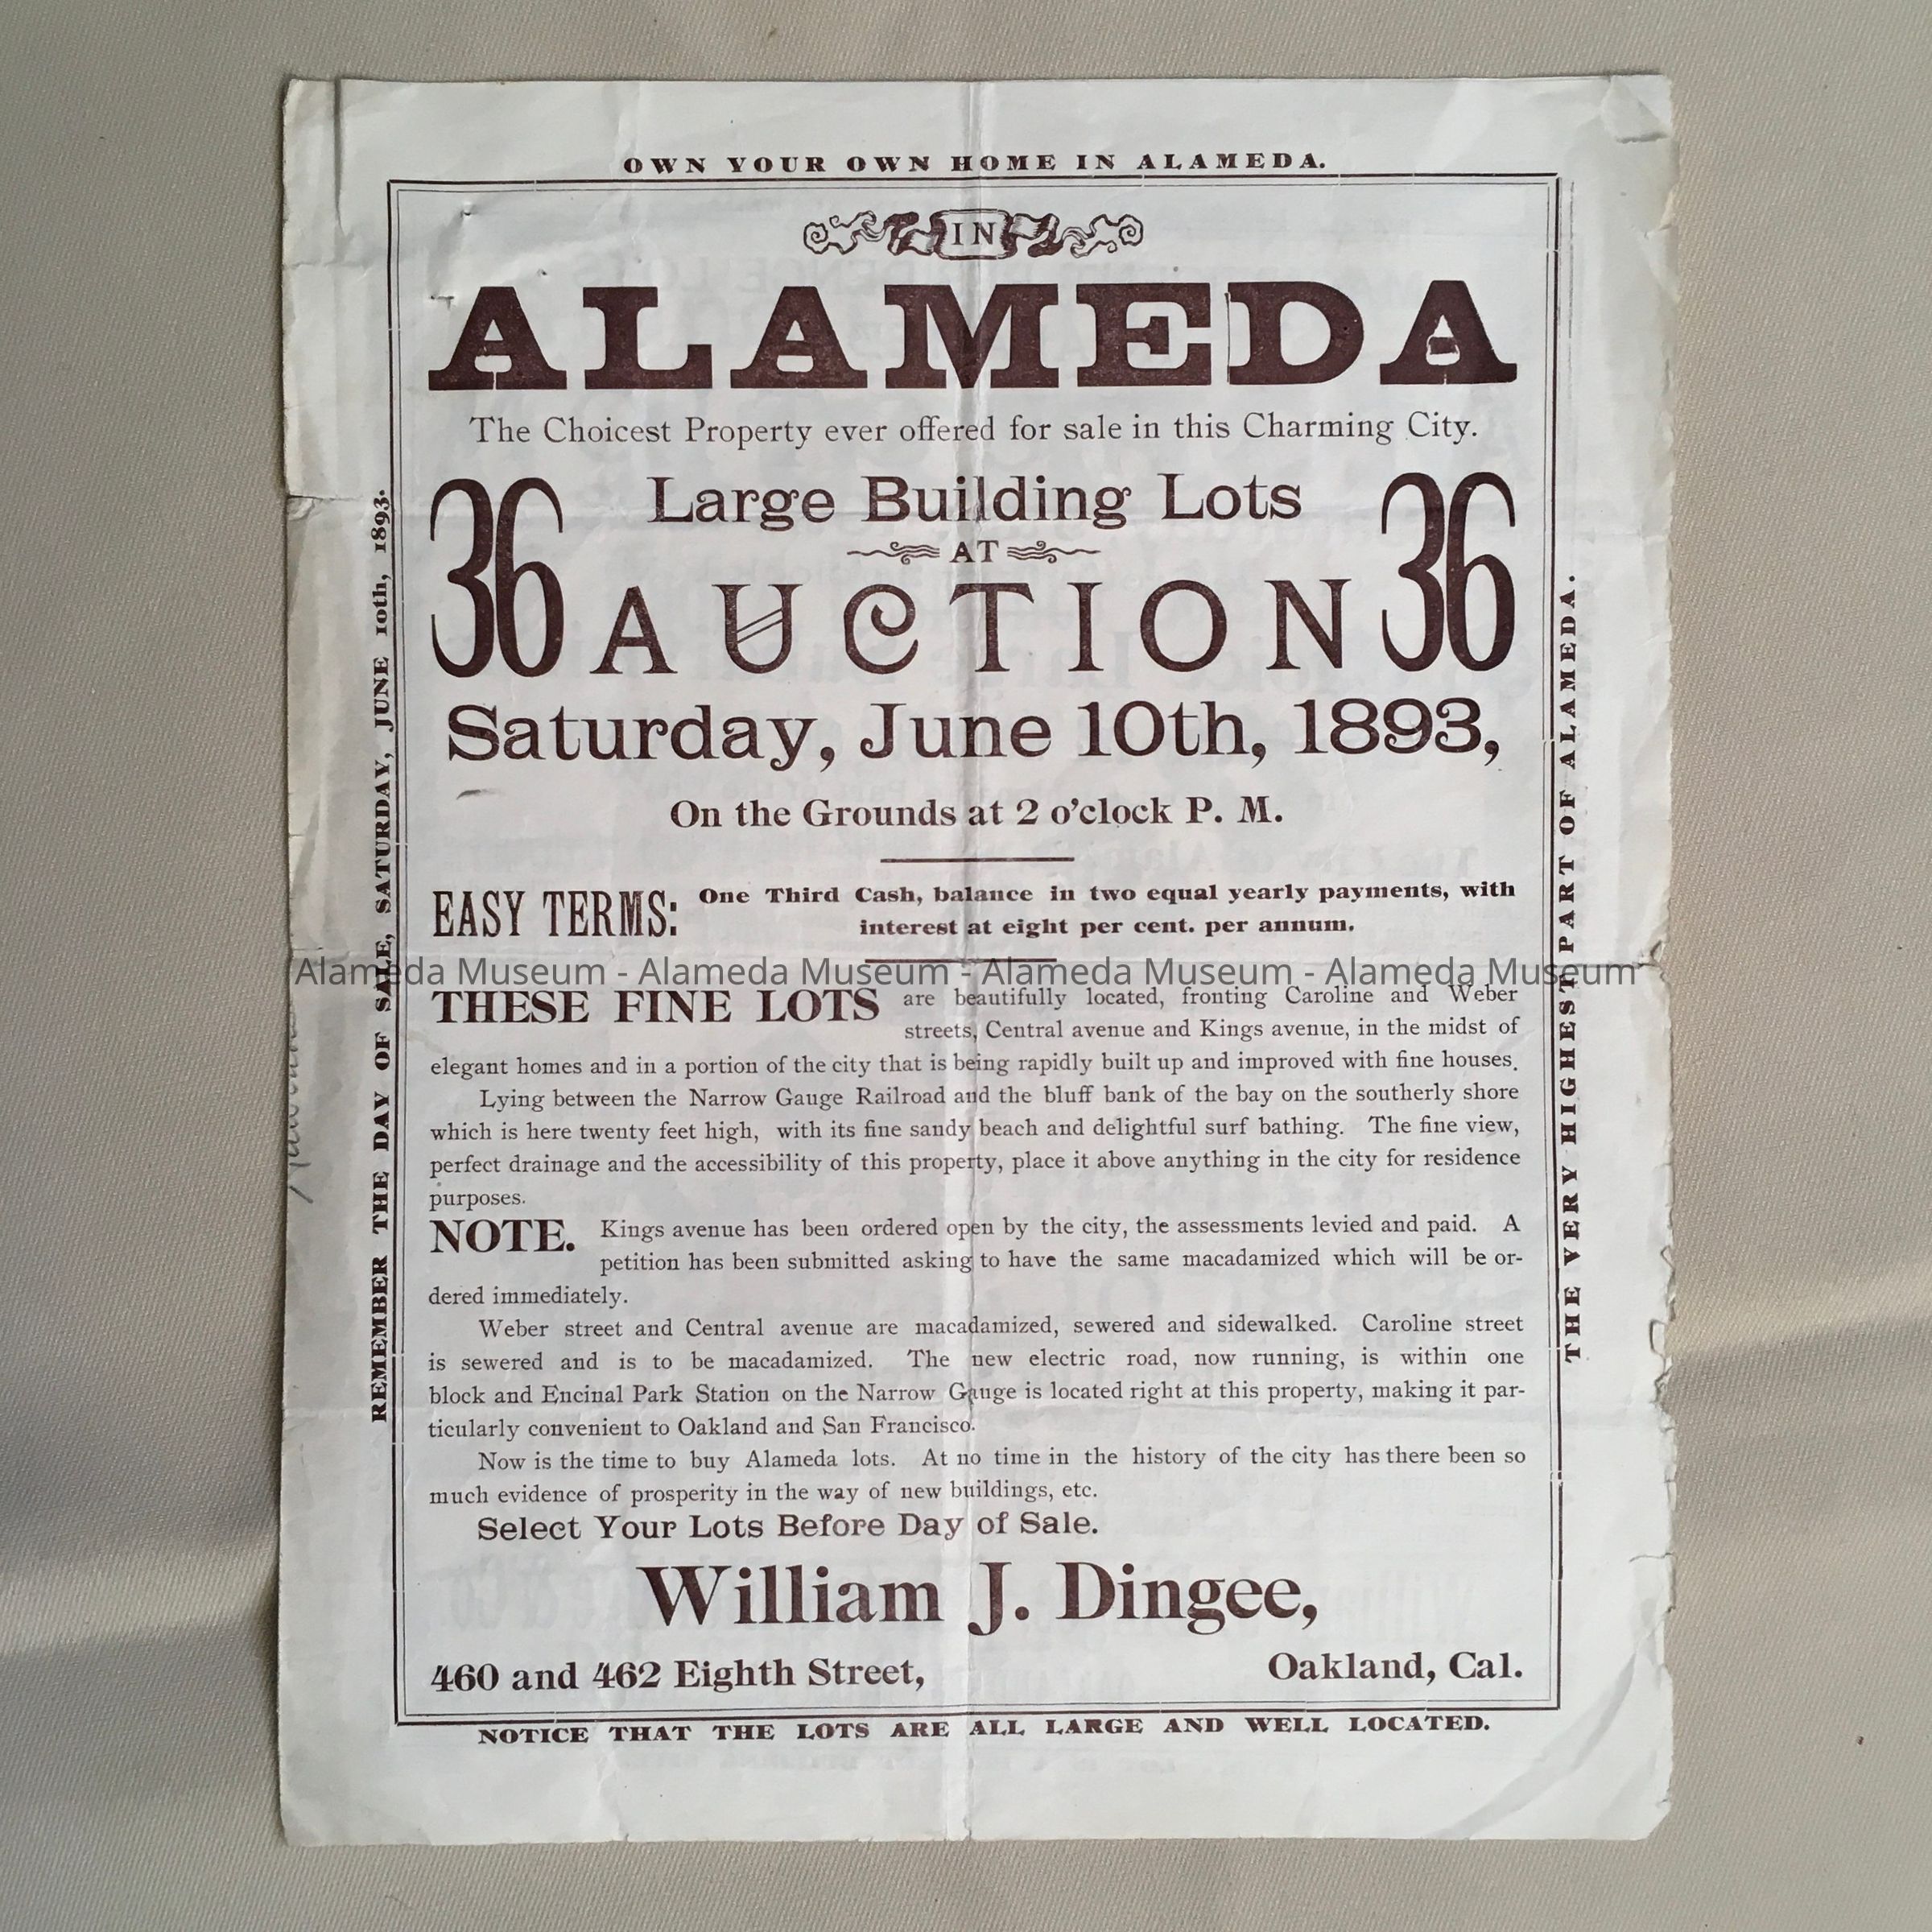 OWN YOUR OWN HOME IN ALAMEDA.
IN
ALAMEDA
The Choicest Property ever offered for sale in this Charming City.
36 Large Building Lots 36
AT
AUCTION
Saturday, June 10th, 1893,
On the Grounds at 2 o'clock P. M.
EASY TERMS: One Third Cash, balance in two equal yearly payments, with
interest at eight per cent. per annum.
Alameda Museum - Alameda Museum - Alameda Museum - Alameda Museum
THESE FINE LOTS are beautifully located, fronting Caroline and Weber
streets, Central avenue and Kings avenue, in the midst of
elegant homes and in a portion of the city that is being rapidly built up and improved with fine houses.
Lying between the Narrow Gauge Railroad and the bluff bank of the bay on the southerly shore
which is here twenty feet high, with its fine sandy beach and delightful surf bathing. The fine view,
perfect drainage and the accessibility of this property, place it above anything in the city for residence
purposes.
NOTE. Kings avenue has been ordered open by the city, the assessments levied and paid. A
petition has been submitted asking to have the same macadamized which will be or-
dered immediately.
Weber street and Central avenue are macadamized, sewered and sidewalked. Caroline street
is sewered and is to be macadamized. The new electric road, now running, is within one
block and Encinal Park Station on the Narrow Gauge is located right at this property, making it par-
ticularly convenient to Oakland and San Francisco.
Now is the time to buy Alameda lots. At no time in the history of the city has there been so
much evidence of prosperity in the way of new buildings, etc.
Select Your Lots Before Day of Sale.
William J. Dingee,
460 and 462 Eighth Street, Oakland, Cal.
NOTICE THAT THE LOTS ARE ALL LARGE AND WELL LOCATED.
REMEMBER THE DAY OF SALE, SATURDAY, JUNE 10th, 1893.
THE VERY HIGHEST PART OF ALAMEDA.